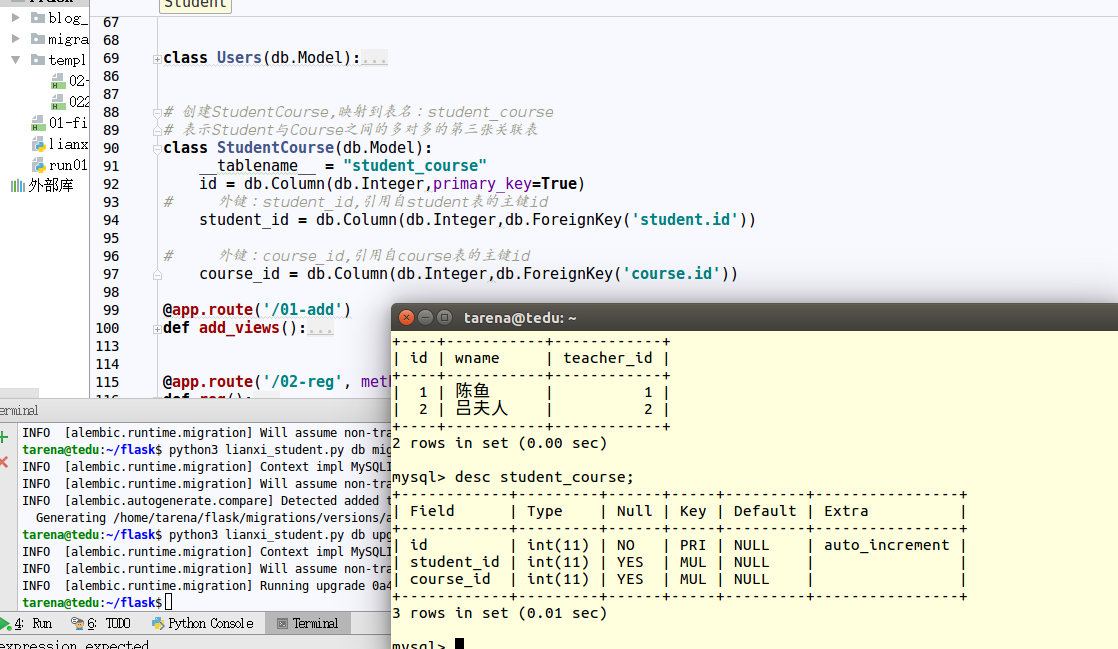 Student
blog_
migra
templ
02-
022
01-fi
lianx
run01
外部库
67
68
69 class Users(db.Model):...
86
87
88 # 创建StudentCourse,映射到表名：student_course
89 # 表示Student与Course之间的多对多的第三张关联表
90 class StudentCourse(db.Model):
91 __tablename__ = "student_course"
92 id = db.Column(db.Integer,primary_key=True)
93 # 外键：student_id,引用自student表的主键id
94 student_id = db.Column(db.Integer,db.ForeignKey('student.id'))
95
96 # 外键：course_id,引用自course表的主键id
97 course_id = db.Column(db.Integer,db.ForeignKey('course.id'))
98
99 @app.route('/01-add')
100 def add_views():...
113
114
115 @app.route('/02-reg', meth
erminal
INFO [alembic.runtime.migration] Will assume non-tra
tarena@tedu:~/flask$ python3 lianxi_student.py db mig
INFO [alembic.runtime.migration] Context impl MySQLI
INFO [alembic.runtime.migration] Will assume non-tra
INFO [alembic.autogenerate.compare] Detected added t
Generating /home/tarena/flask/migrations/versions/a
tarena@tedu:~/flask$ python3 lianxi_student.py db upg
INFO [alembic.runtime.migration] Context impl MySQLI
INFO [alembic.runtime.migration] Will assume non-tra
INFO [alembic.runtime.migration] Running upgrade 0a4
tarena@tedu:~/flask$
4: Run 6: TODO Python Console Terminal
expression expected
tarena@tedu: ~
+----+-----------+------------+
| id | wname | teacher_id |
+----+-----------+------------+
| 1 | 陈鱼 | 1 |
| 2 | 吕夫人 | 2 |
+----+-----------+------------+
2 rows in set (0.00 sec)
mysql> desc student_course;
+------------+---------+------+-----+---------+----------------+
| Field | Type | Null | Key | Default | Extra |
+------------+---------+------+-----+---------+----------------+
| id | int(11) | NO | PRI | NULL | auto_increment |
| student_id | int(11) | YES | MUL | NULL | |
| course_id | int(11) | YES | MUL | NULL | |
+------------+---------+------+-----+---------+----------------+
3 rows in set (0.01 sec)
mysql>